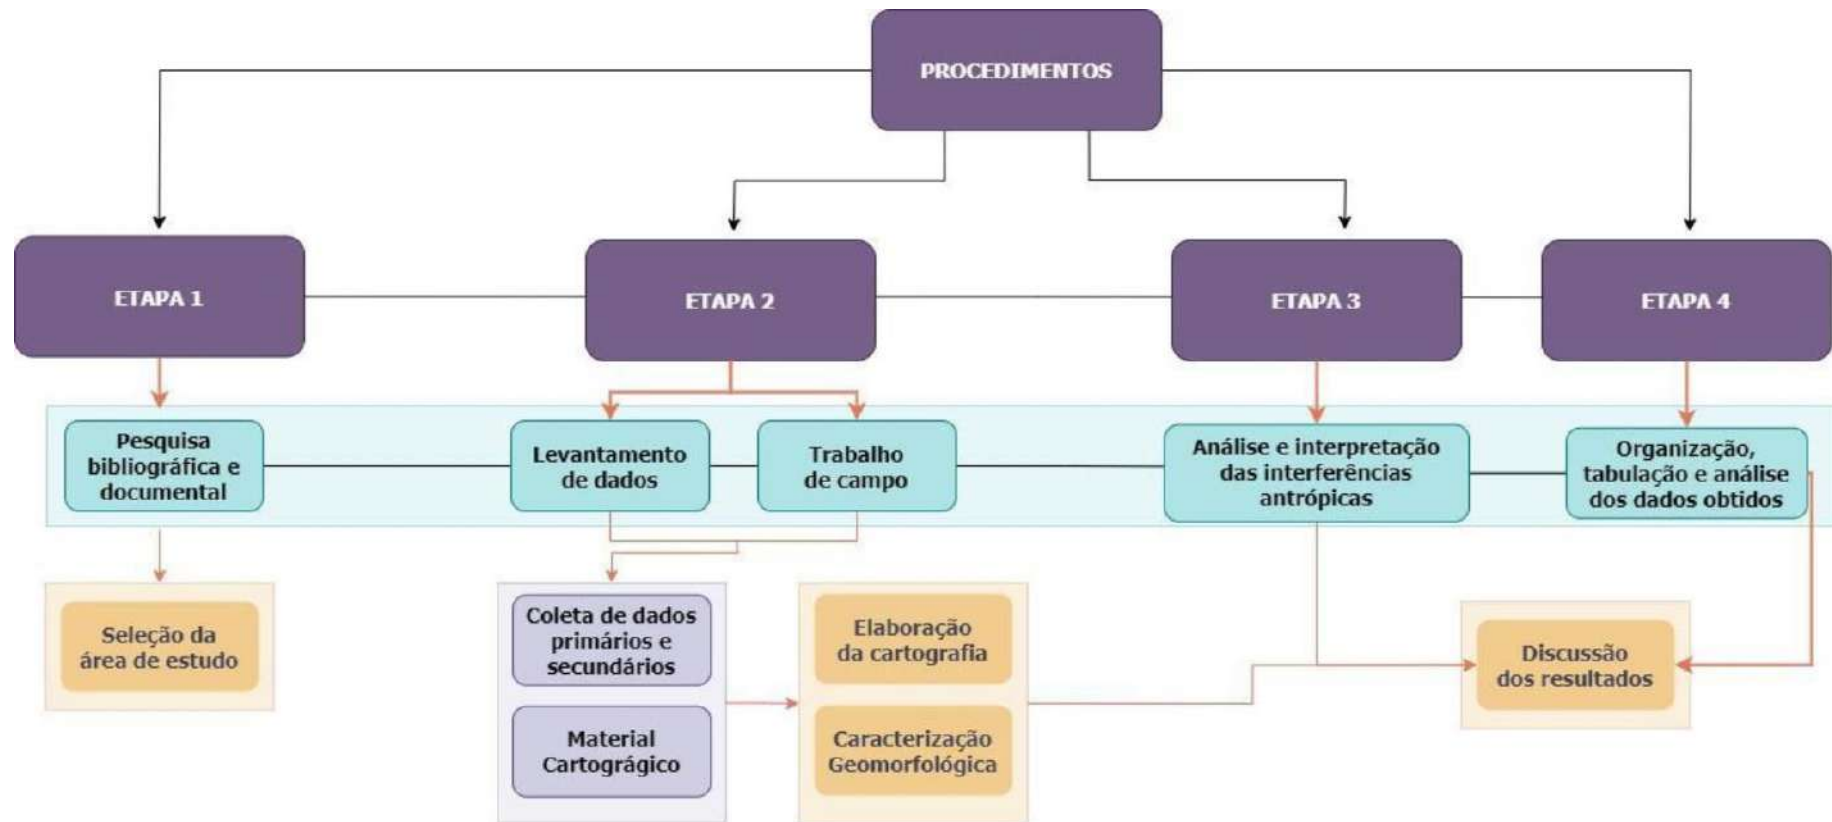 PROCEDIMENTOS
ETAPA 1
ETAPA 2
ETAPA 3
ETAPA 4
Pesquisa
bibliográfica e
documental
Levantamento
de dados
Trabalho
de campo
Análise e interpretação
das interferências
antrópicas
Organização,
tabulação e análise
dos dados obtidos
Seleção da
área de estudo
Coleta de dados
primários e
secundários
Material
Cartográgico
Elaboração
da cartografia
Caracterização
Geomorfológica
Discussão
dos resultados